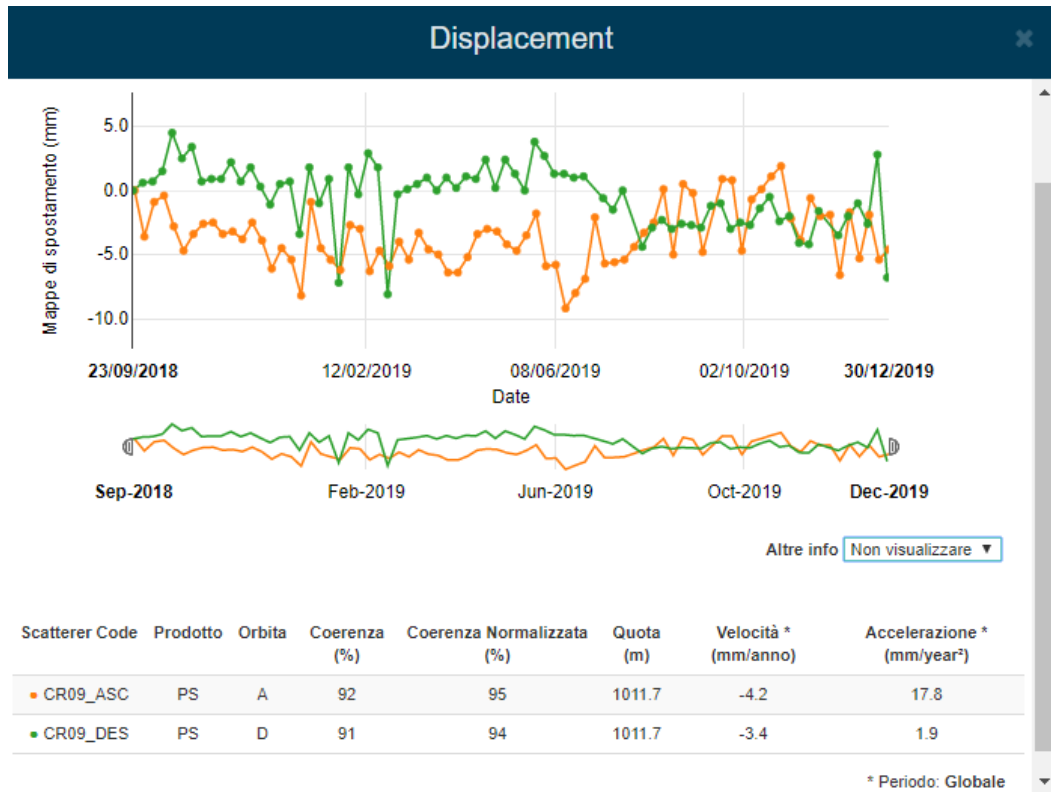 Displacement
✖
Mappe di spostamento (mm)
5.0
0.0
-5.0
-10.0
23/09/2018 12/02/2019 08/06/2019 02/10/2019 30/12/2019
Date
Sep-2018 Feb-2019 Jun-2019 Oct-2019 Dec-2019
Altre info Non visualizzare ▼
Scatterer Code Prodotto Orbita Coerenza Coerenza Normalizzata Quota Velocità * Accelerazione *
(%) (%) (m) (mm/anno) (mm/year²)
CR09_ASC PS A 92 95 1011.7 -4.2 17.8
CR09_DES PS D 91 94 1011.7 -3.4 1.9
* Periodo: Globale